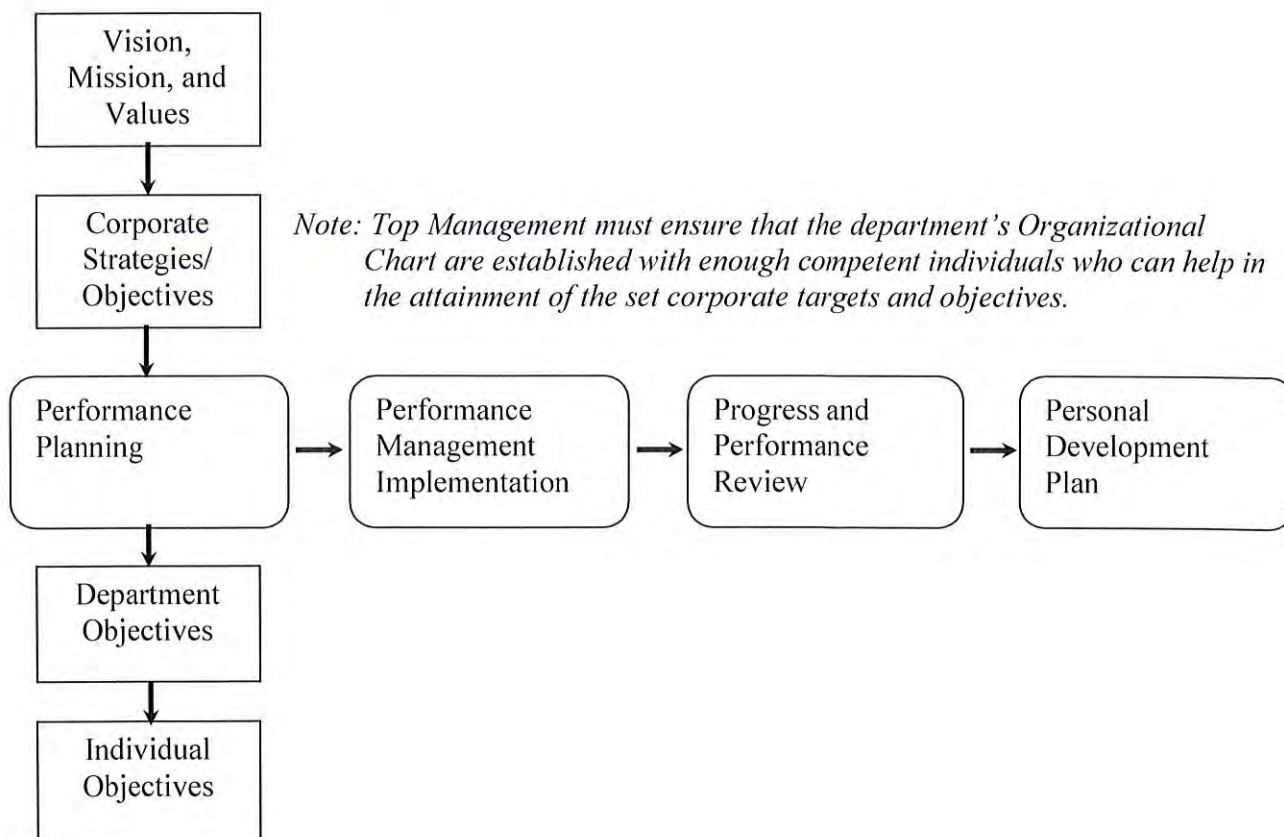 Vision,
Mission, and
Values
Corporate
Strategies/
Objectives
Note: Top Management must ensure that the department's Organizational
Chart are established with enough competent individuals who can help in
the attainment of the set corporate targets and objectives.
Performance
Planning
Performance
Management
Implementation
Progress and
Performance
Review
Personal
Development
Plan
Department
Objectives
Individual
Objectives